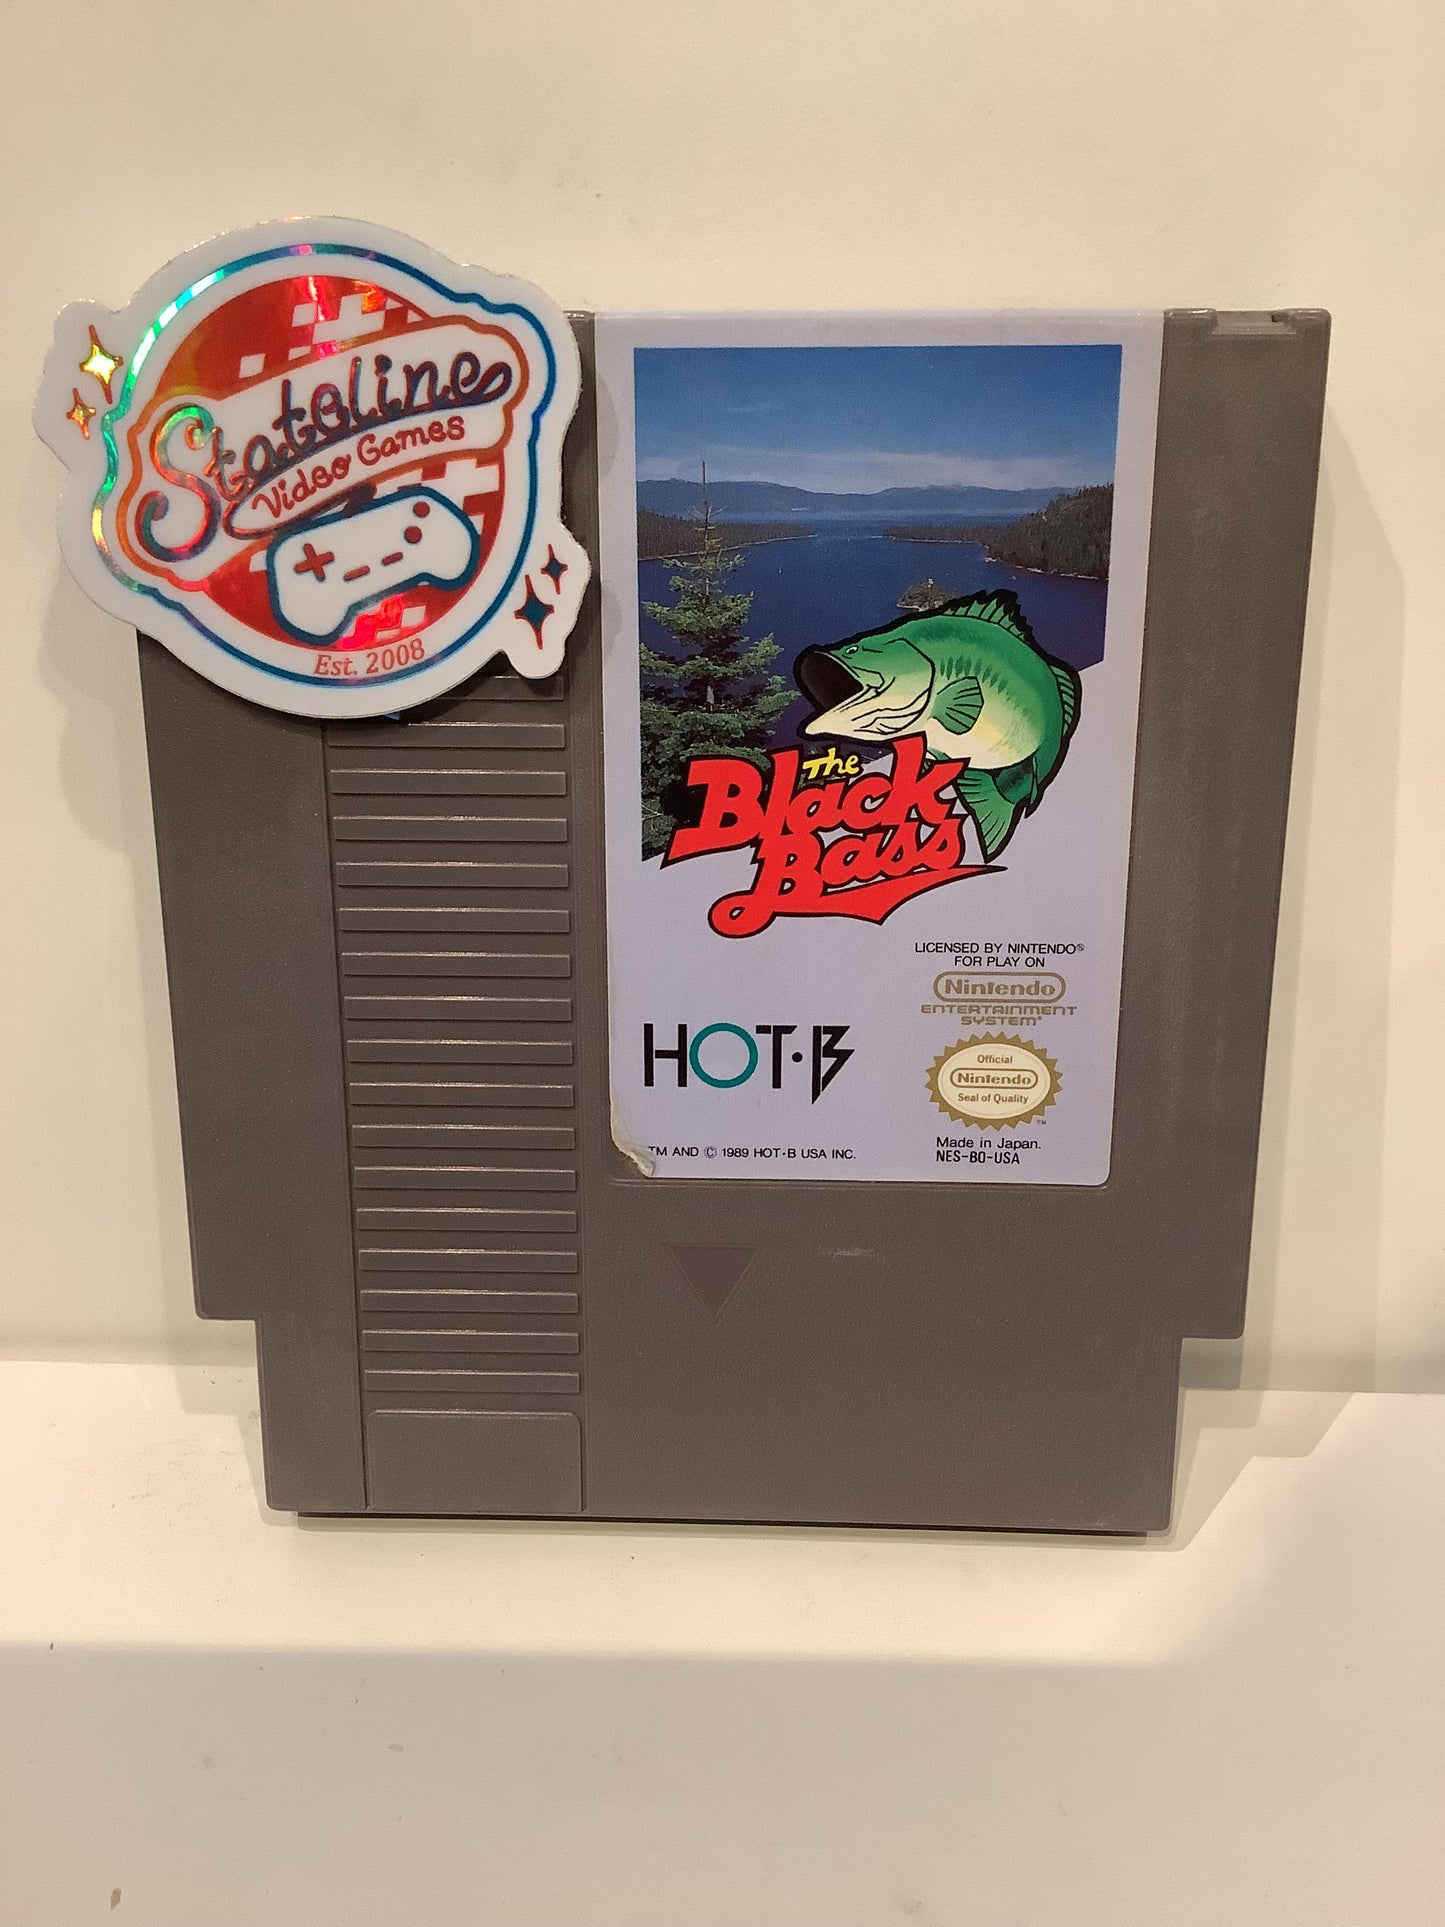 Stateline
Video Games
Est. 2008
The
Black
Bass
LICENSED BY NINTENDO®
FOR PLAY ON
Nintendo
ENTERTAINMENT
SYSTEM®
HOT·B
Official
Nintendo
Seal of Quality
TM
TM AND © 1989 HOT·B USA INC.
Made in Japan.
NES-BO-USA